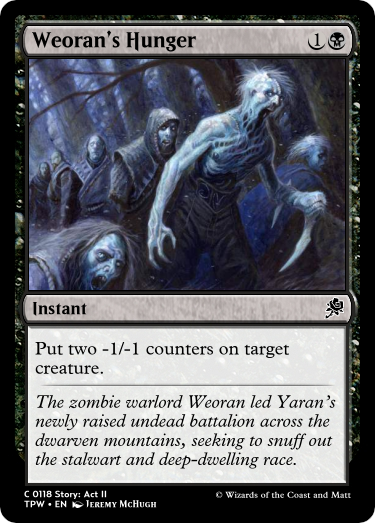 Weoran's Hunger 1
Instant
Put two -1/-1 counters on target
creature.
The zombie warlord Weoran led Yaran's
newly raised undead battalion across the
dwarven mountains, seeking to snuff out
the stalwart and deep-dwelling race.
C 0118 Story: Act II
TPW • EN Jeremy McHugh © Wizards of the Coast and Matt